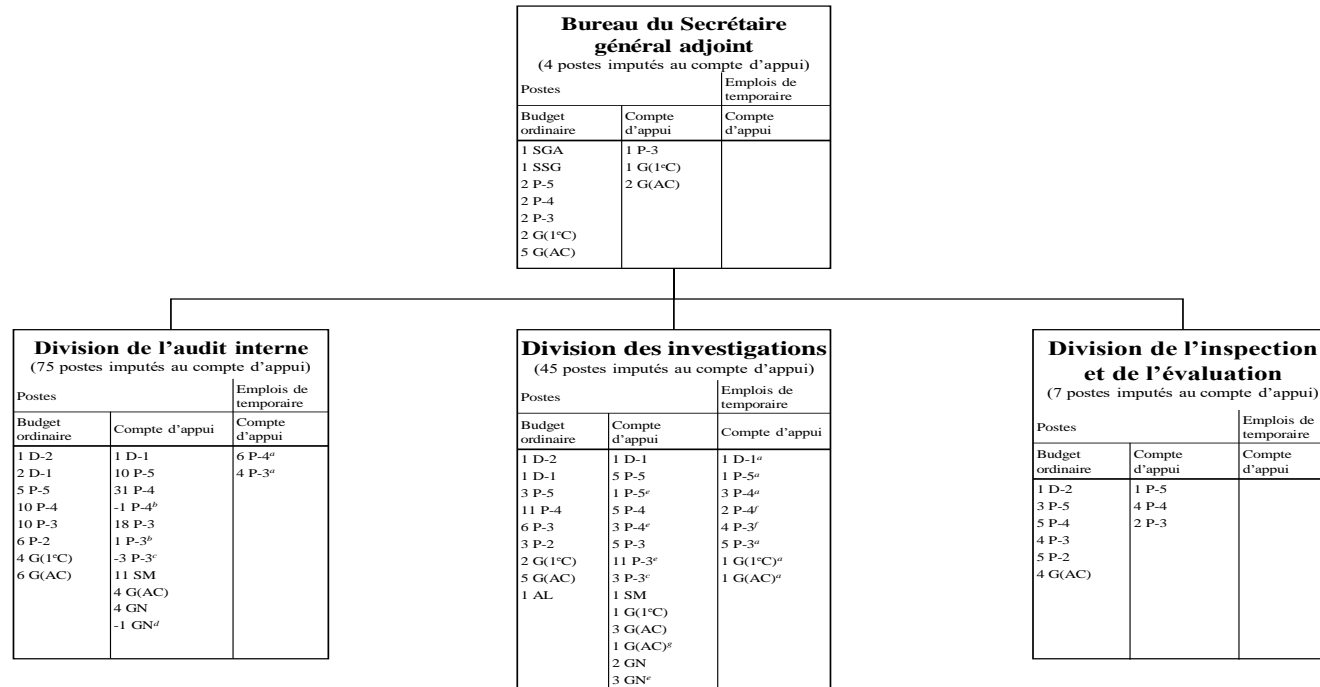 Bureau du Secrétaire
général adjoint
(4 postes imputés au compte d'appui)
Postes
Emplois de
temporaire
Budget
ordinaire
Compte
d'appui
Compte
d'appui
1 SGA
1 SSG
2 P-5
2 P-4
2 P-3
2 G(1eC)
5 G(AC)
1 P-3
1 G(1eC)
2 G(AC)
Division de l'audit interne
(75 postes imputés au compte d'appui)
Postes
Emplois de
temporaire
Budget
ordinaire
Compte d'appui
Compte
d'appui
1 D-2
2 D-1
5 P-5
10 P-4
10 P-3
6 P-2
4 G(1eC)
6 G(AC)
1 D-1
10 P-5
31 P-4
-1 P-4b
18 P-3
1 P-3b
-3 P-3c
11 SM
4 G(AC)
4 GN
-1 GNd
6 P-4a
4 P-3a
Division des investigations
(45 postes imputés au compte d'appui)
Postes
Emplois de
temporaire
Budget
ordinaire
Compte
d'appui
Compte d'appui
1 D-2
1 D-1
3 P-5
11 P-4
6 P-3
3 P-2
2 G(1eC)
5 G(AC)
1 AL
1 D-1
5 P-5
1 P-5e
5 P-4
3 P-4e
5 P-3
11 P-3e
3 P-3c
1 SM
1 G(1eC)
3 G(AC)
1 G(AC)g
2 GN
3 GNe
1 D-1a
1 P-5a
3 P-4a
2 P-4f
4 P-3f
5 P-3a
1 G(1eC)a
1 G(AC)a
Division de l'inspection
et de l'évaluation
(7 postes imputés au compte d'appui)
Postes
Emplois de
temporaire
Budget
ordinaire
Compte
d'appui
Compte
d'appui
1 D-2
3 P-5
5 P-4
4 P-3
5 P-2
4 G(AC)
1 P-5
4 P-4
2 P-3